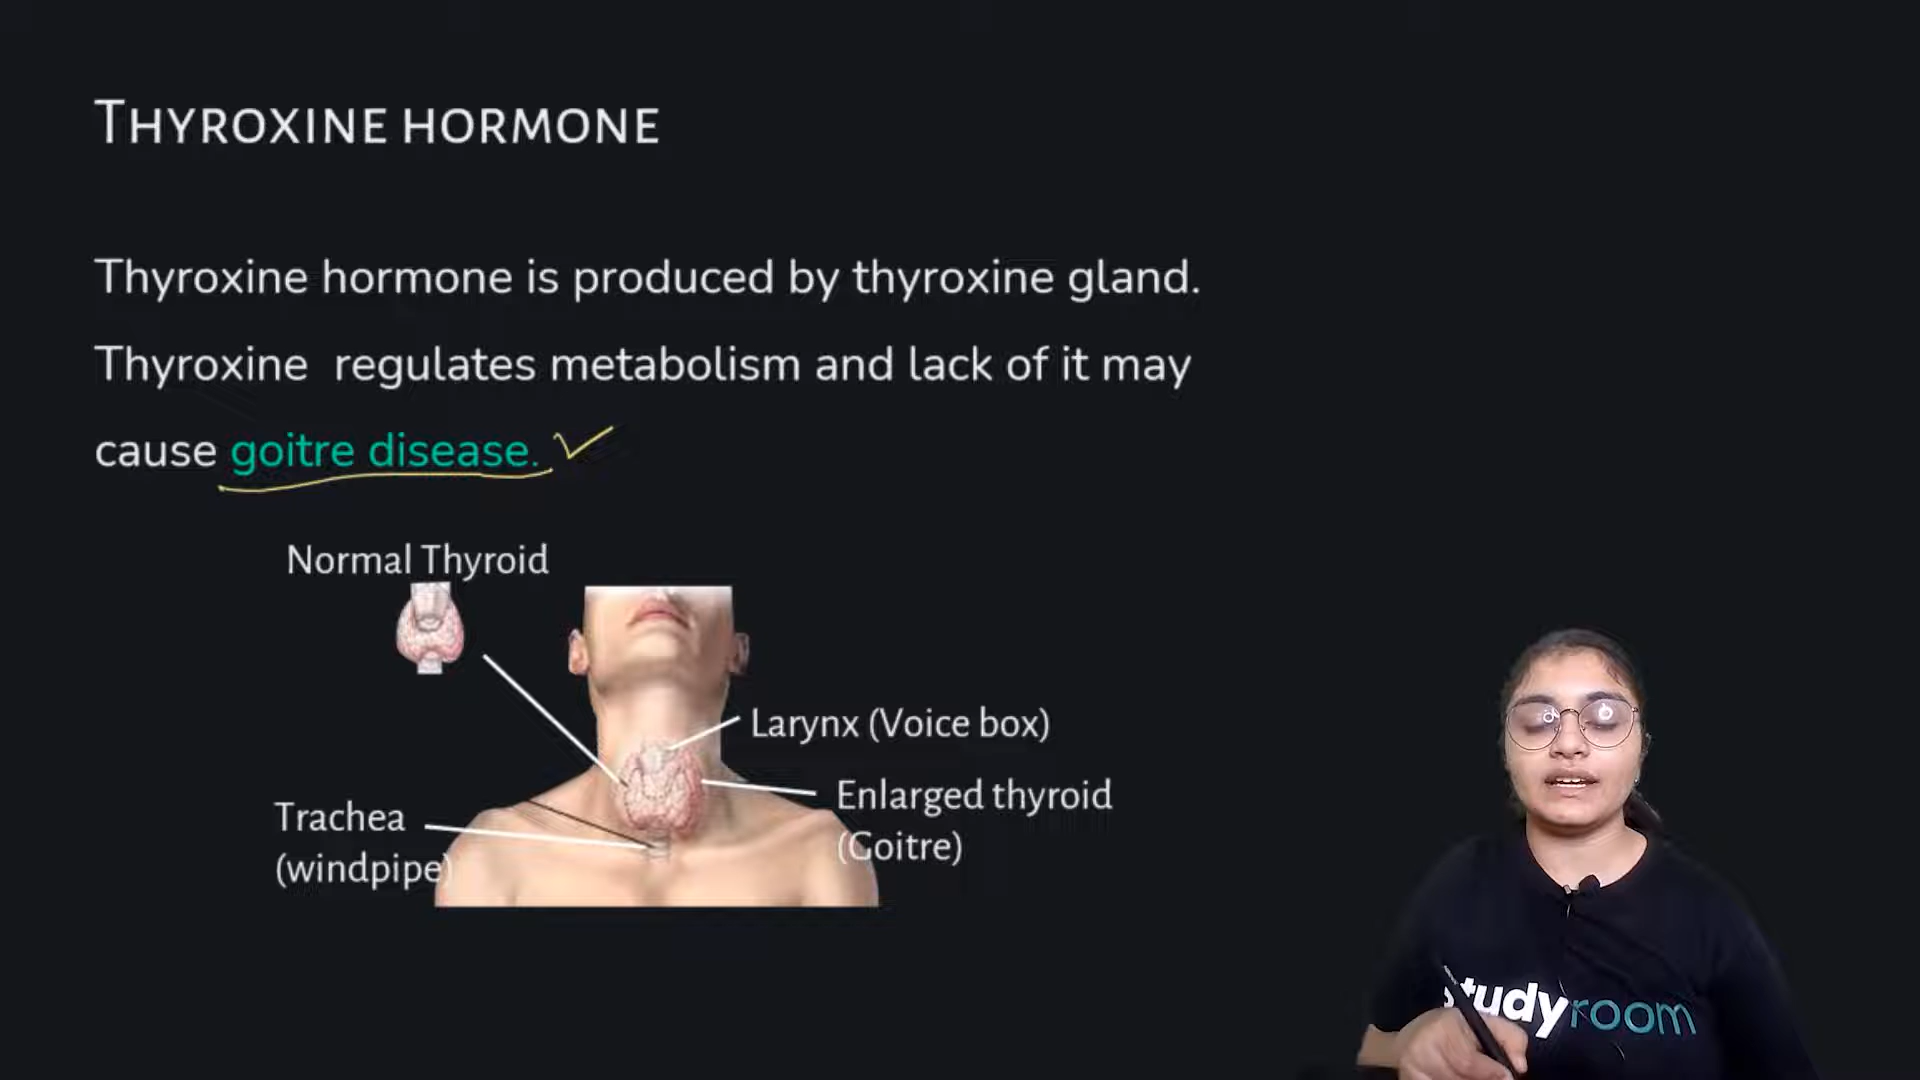 THYROXINE HORMONE
Thyroxine hormone is produced by thyroxine gland.
Thyroxine regulates metabolism and lack of it may
cause goitre disease.
Normal Thyroid
Larynx (Voice box)
Enlarged thyroid
(Goitre)
Trachea
(windpipe)
studyroom